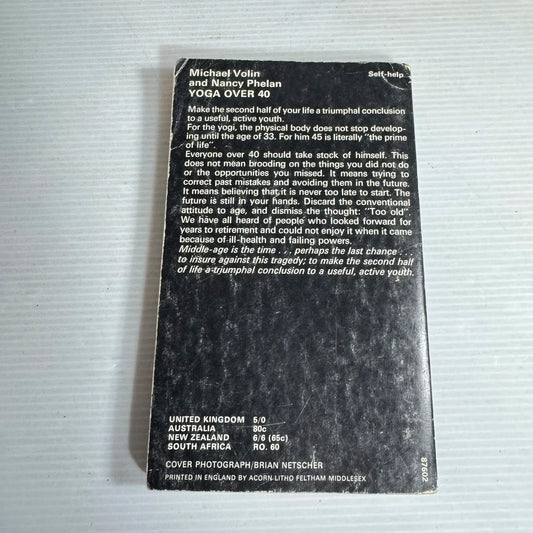 Michael Volin
and Nancy Phelan
YOGA OVER 40
Self-help
Make the second half of your life a triumphal conclusion
to a useful, active youth.
For the yogi, the physical body does not stop develop-
ing until the age of 33. For him 45 is literally "the prime
of life".
Everyone over 40 should take stock of himself. This
does not mean brooding on the things you did not do
or the opportunities you missed. It means trying to
correct past mistakes and avoiding them in the future.
It means believing that it is never too late to start. The
future is still in your hands. Discard the conventional
attitude to age, and dismiss the thought: "Too old".
We have all heard of people who looked forward for
years to retirement and could not enjoy it when it came
because of ill-health and failing powers.
Middle-age is the time . . . perhaps the last chance . . .
to insure against this tragedy; to make the second half
of life a triumphal conclusion to a useful, active youth.
UNITED KINGDOM 5/0
AUSTRALIA 80c
NEW ZEALAND 6/6 (65c)
SOUTH AFRICA RO. 60
COVER PHOTOGRAPH/BRIAN NETSCHER
PRINTED IN ENGLAND BY ACORN LITHO FELTHAM MIDDLESEX
87602